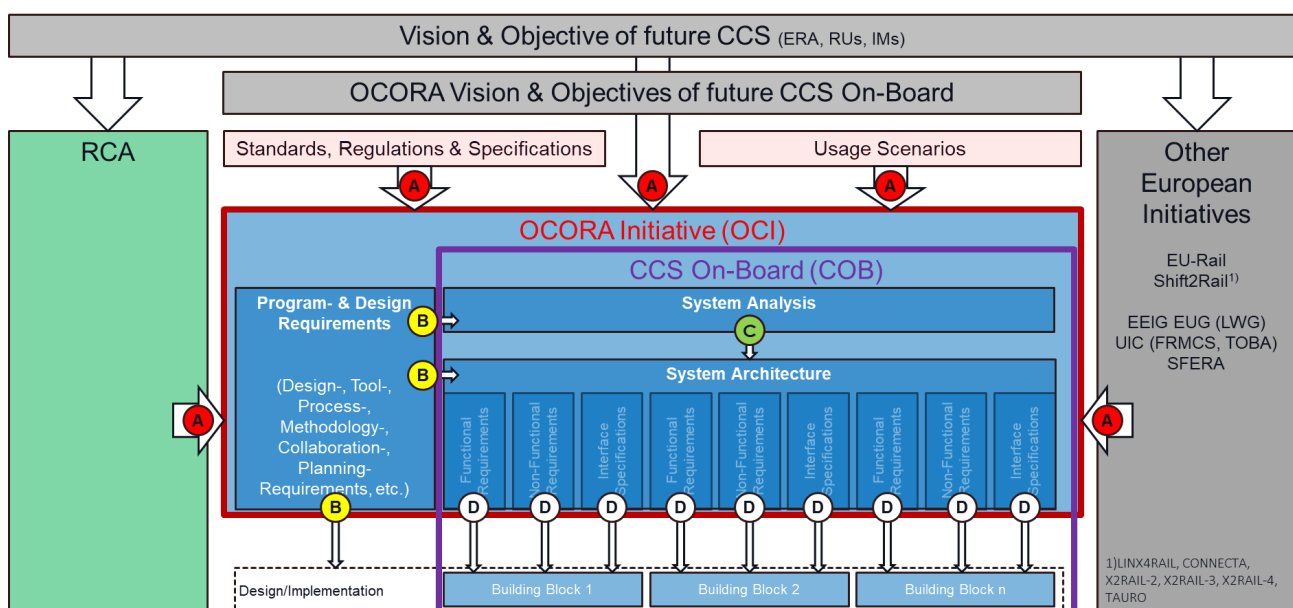 Vision & Objective of future CCS (ERA, RUs, IMs)
OCORA Vision & Objectives of future CCS On-Board
RCA
Standards, Regulations & Specifications
Usage Scenarios
Other
European
Initiatives
EU-Rail
Shift2Rail1)
EEIG EUG (LWG)
UIC (FRMCS, TOBA)
SFERA
1)LINX4RAIL, CONNECTA,
X2RAIL-2, X2RAIL-3, X2RAIL-4,
TAURO
A
A
A
OCORA Initiative (OCI)
CCS On-Board (COB)
Program- & Design
Requirements
(Design-, Tool-,
Process-,
Methodology-,
Collaboration-,
Planning-
Requirements, etc.)
B
System Analysis
C
B
System Architecture
A
A
Functional
Requirements
Non-Functional
Requirements
Interface
Specifications
Functional
Requirements
Non-Functional
Requirements
Interface
Specifications
Functional
Requirements
Non-Functional
Requirements
Interface
Specifications
B
D
D
D
D
D
D
D
D
D
Design/Implementation
Building Block 1
Building Block 2
Building Block n